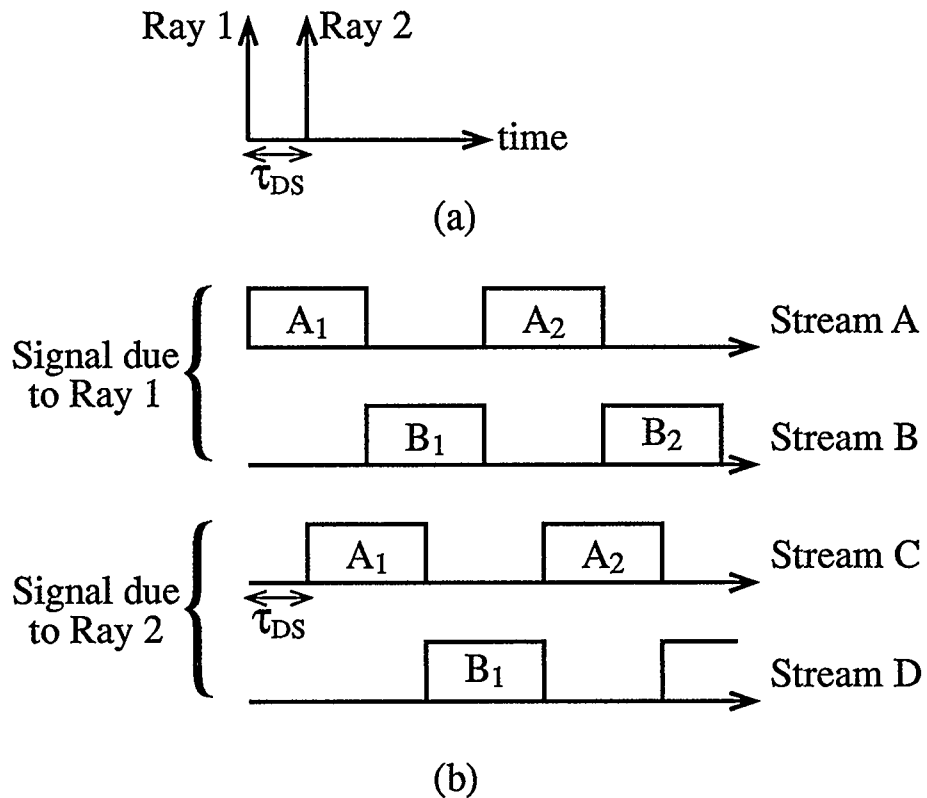 Ray 1 Ray 2
time
τDS
(a)
A1 A2 Stream A
Signal due
to Ray 1
B1 B2 Stream B
A1 A2 Stream C
Signal due
to Ray 2
τDS
B1 Stream D
(b)